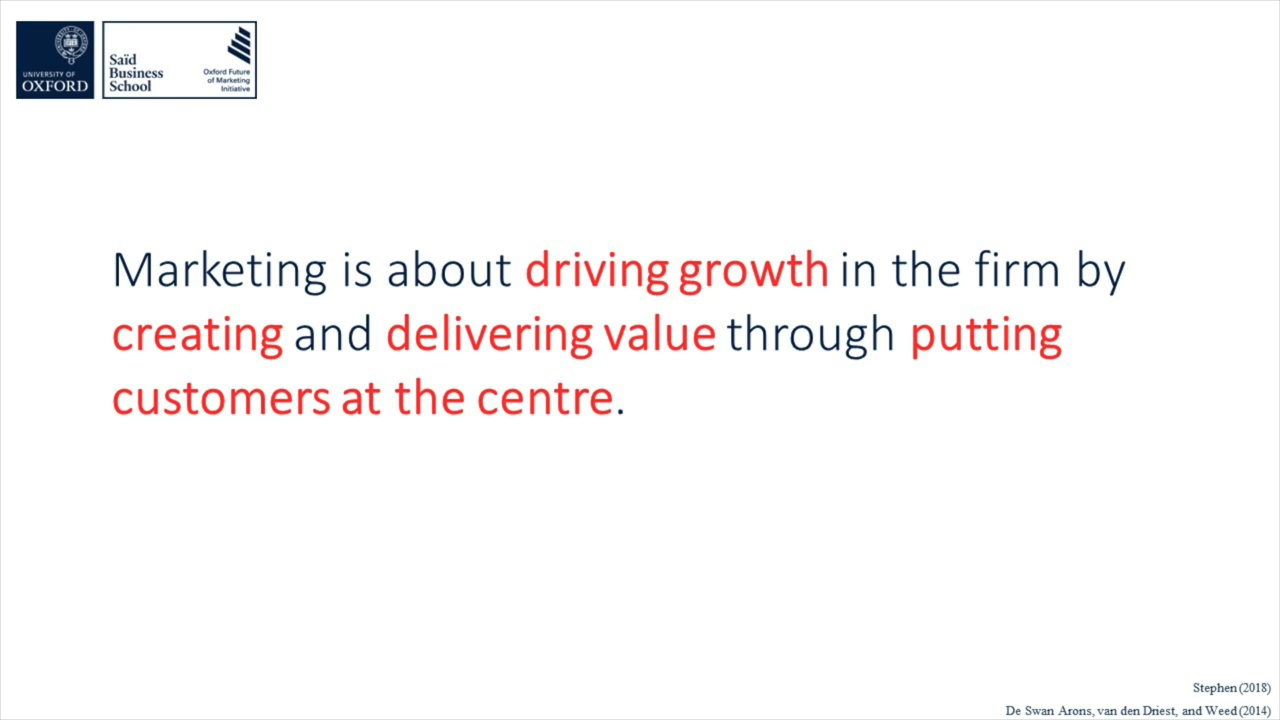 UNIVERSITY OF
OXFORD
Saïd
Business
School
Oxford Future
of Marketing
Initiative
Marketing is about driving growth in the firm by
creating and delivering value through putting
customers at the centre.
Stephen (2018)
De Swan Arons, van den Driest, and Weed (2014)